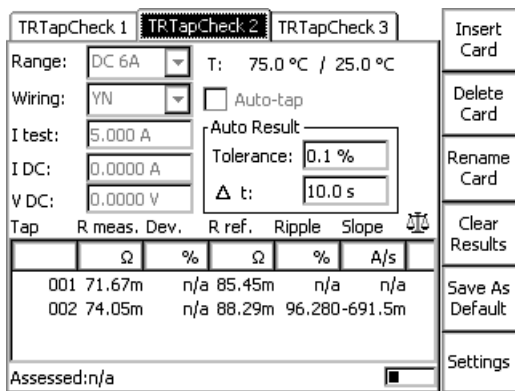 TRTapCheck 1 TRTapCheck 2 TRTapCheck 3
Insert Card
Range: DC 6A T: 75.0 °C / 25.0 °C
Wiring: YN Auto-tap
Delete Card
I test: 5.000 A Auto Result
I DC: 0.0000 A Tolerance: 0.1 %
Rename Card
V DC: 0.0000 V Δ t: 10.0 s
Tap R meas. Dev. R ref. Ripple Slope
Clear Results
Ω % Ω % A/s
001 71.67m n/a 85.45m n/a n/a
Save As Default
002 74.05m n/a 88.29m 96.280 -691.5m
Settings
Assessed:n/a